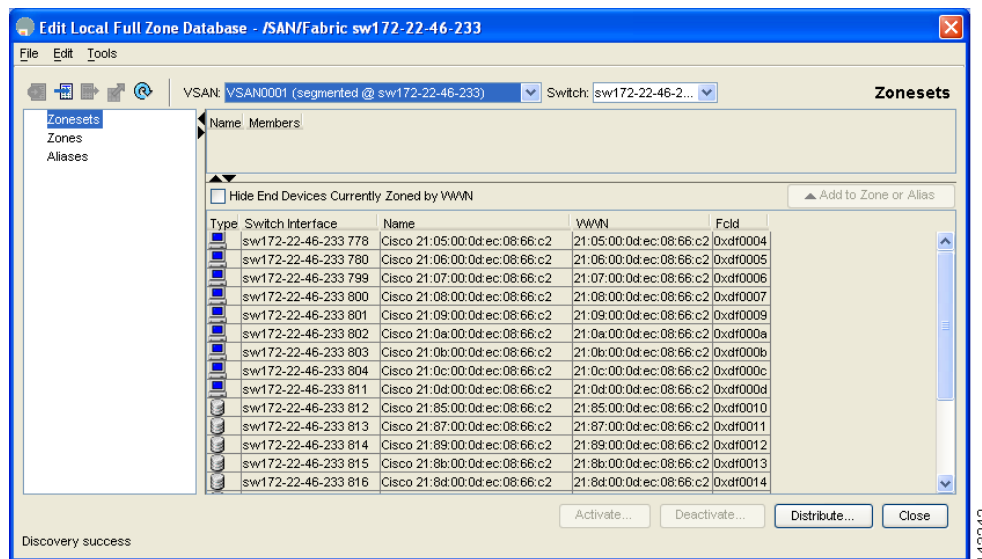 Edit Local Full Zone Database - /SAN/Fabric sw172-22-46-233
File Edit Tools
VSAN: VSAN0001 (segmented @ sw172-22-46-233) Switch: sw172-22-46-2... Zonesets
Zonesets
Zones
Aliases
Name Members
Hide End Devices Currently Zoned by WWN Add to Zone or Alias
Type Switch Interface Name WWN FcId
sw172-22-46-233 778 Cisco 21:05:00:0d:ec:08:66:c2 21:05:00:0d:ec:08:66:c2 0xdf0004
sw172-22-46-233 780 Cisco 21:06:00:0d:ec:08:66:c2 21:06:00:0d:ec:08:66:c2 0xdf0005
sw172-22-46-233 799 Cisco 21:07:00:0d:ec:08:66:c2 21:07:00:0d:ec:08:66:c2 0xdf0006
sw172-22-46-233 800 Cisco 21:08:00:0d:ec:08:66:c2 21:08:00:0d:ec:08:66:c2 0xdf0007
sw172-22-46-233 801 Cisco 21:09:00:0d:ec:08:66:c2 21:09:00:0d:ec:08:66:c2 0xdf0009
sw172-22-46-233 802 Cisco 21:0a:00:0d:ec:08:66:c2 21:0a:00:0d:ec:08:66:c2 0xdf000a
sw172-22-46-233 803 Cisco 21:0b:00:0d:ec:08:66:c2 21:0b:00:0d:ec:08:66:c2 0xdf000b
sw172-22-46-233 804 Cisco 21:0c:00:0d:ec:08:66:c2 21:0c:00:0d:ec:08:66:c2 0xdf000c
sw172-22-46-233 811 Cisco 21:0d:00:0d:ec:08:66:c2 21:0d:00:0d:ec:08:66:c2 0xdf000d
sw172-22-46-233 812 Cisco 21:85:00:0d:ec:08:66:c2 21:85:00:0d:ec:08:66:c2 0xdf0010
sw172-22-46-233 813 Cisco 21:87:00:0d:ec:08:66:c2 21:87:00:0d:ec:08:66:c2 0xdf0011
sw172-22-46-233 814 Cisco 21:89:00:0d:ec:08:66:c2 21:89:00:0d:ec:08:66:c2 0xdf0012
sw172-22-46-233 815 Cisco 21:8b:00:0d:ec:08:66:c2 21:8b:00:0d:ec:08:66:c2 0xdf0013
sw172-22-46-233 816 Cisco 21:8d:00:0d:ec:08:66:c2 21:8d:00:0d:ec:08:66:c2 0xdf0014
Activate... Deactivate... Distribute... Close
Discovery success